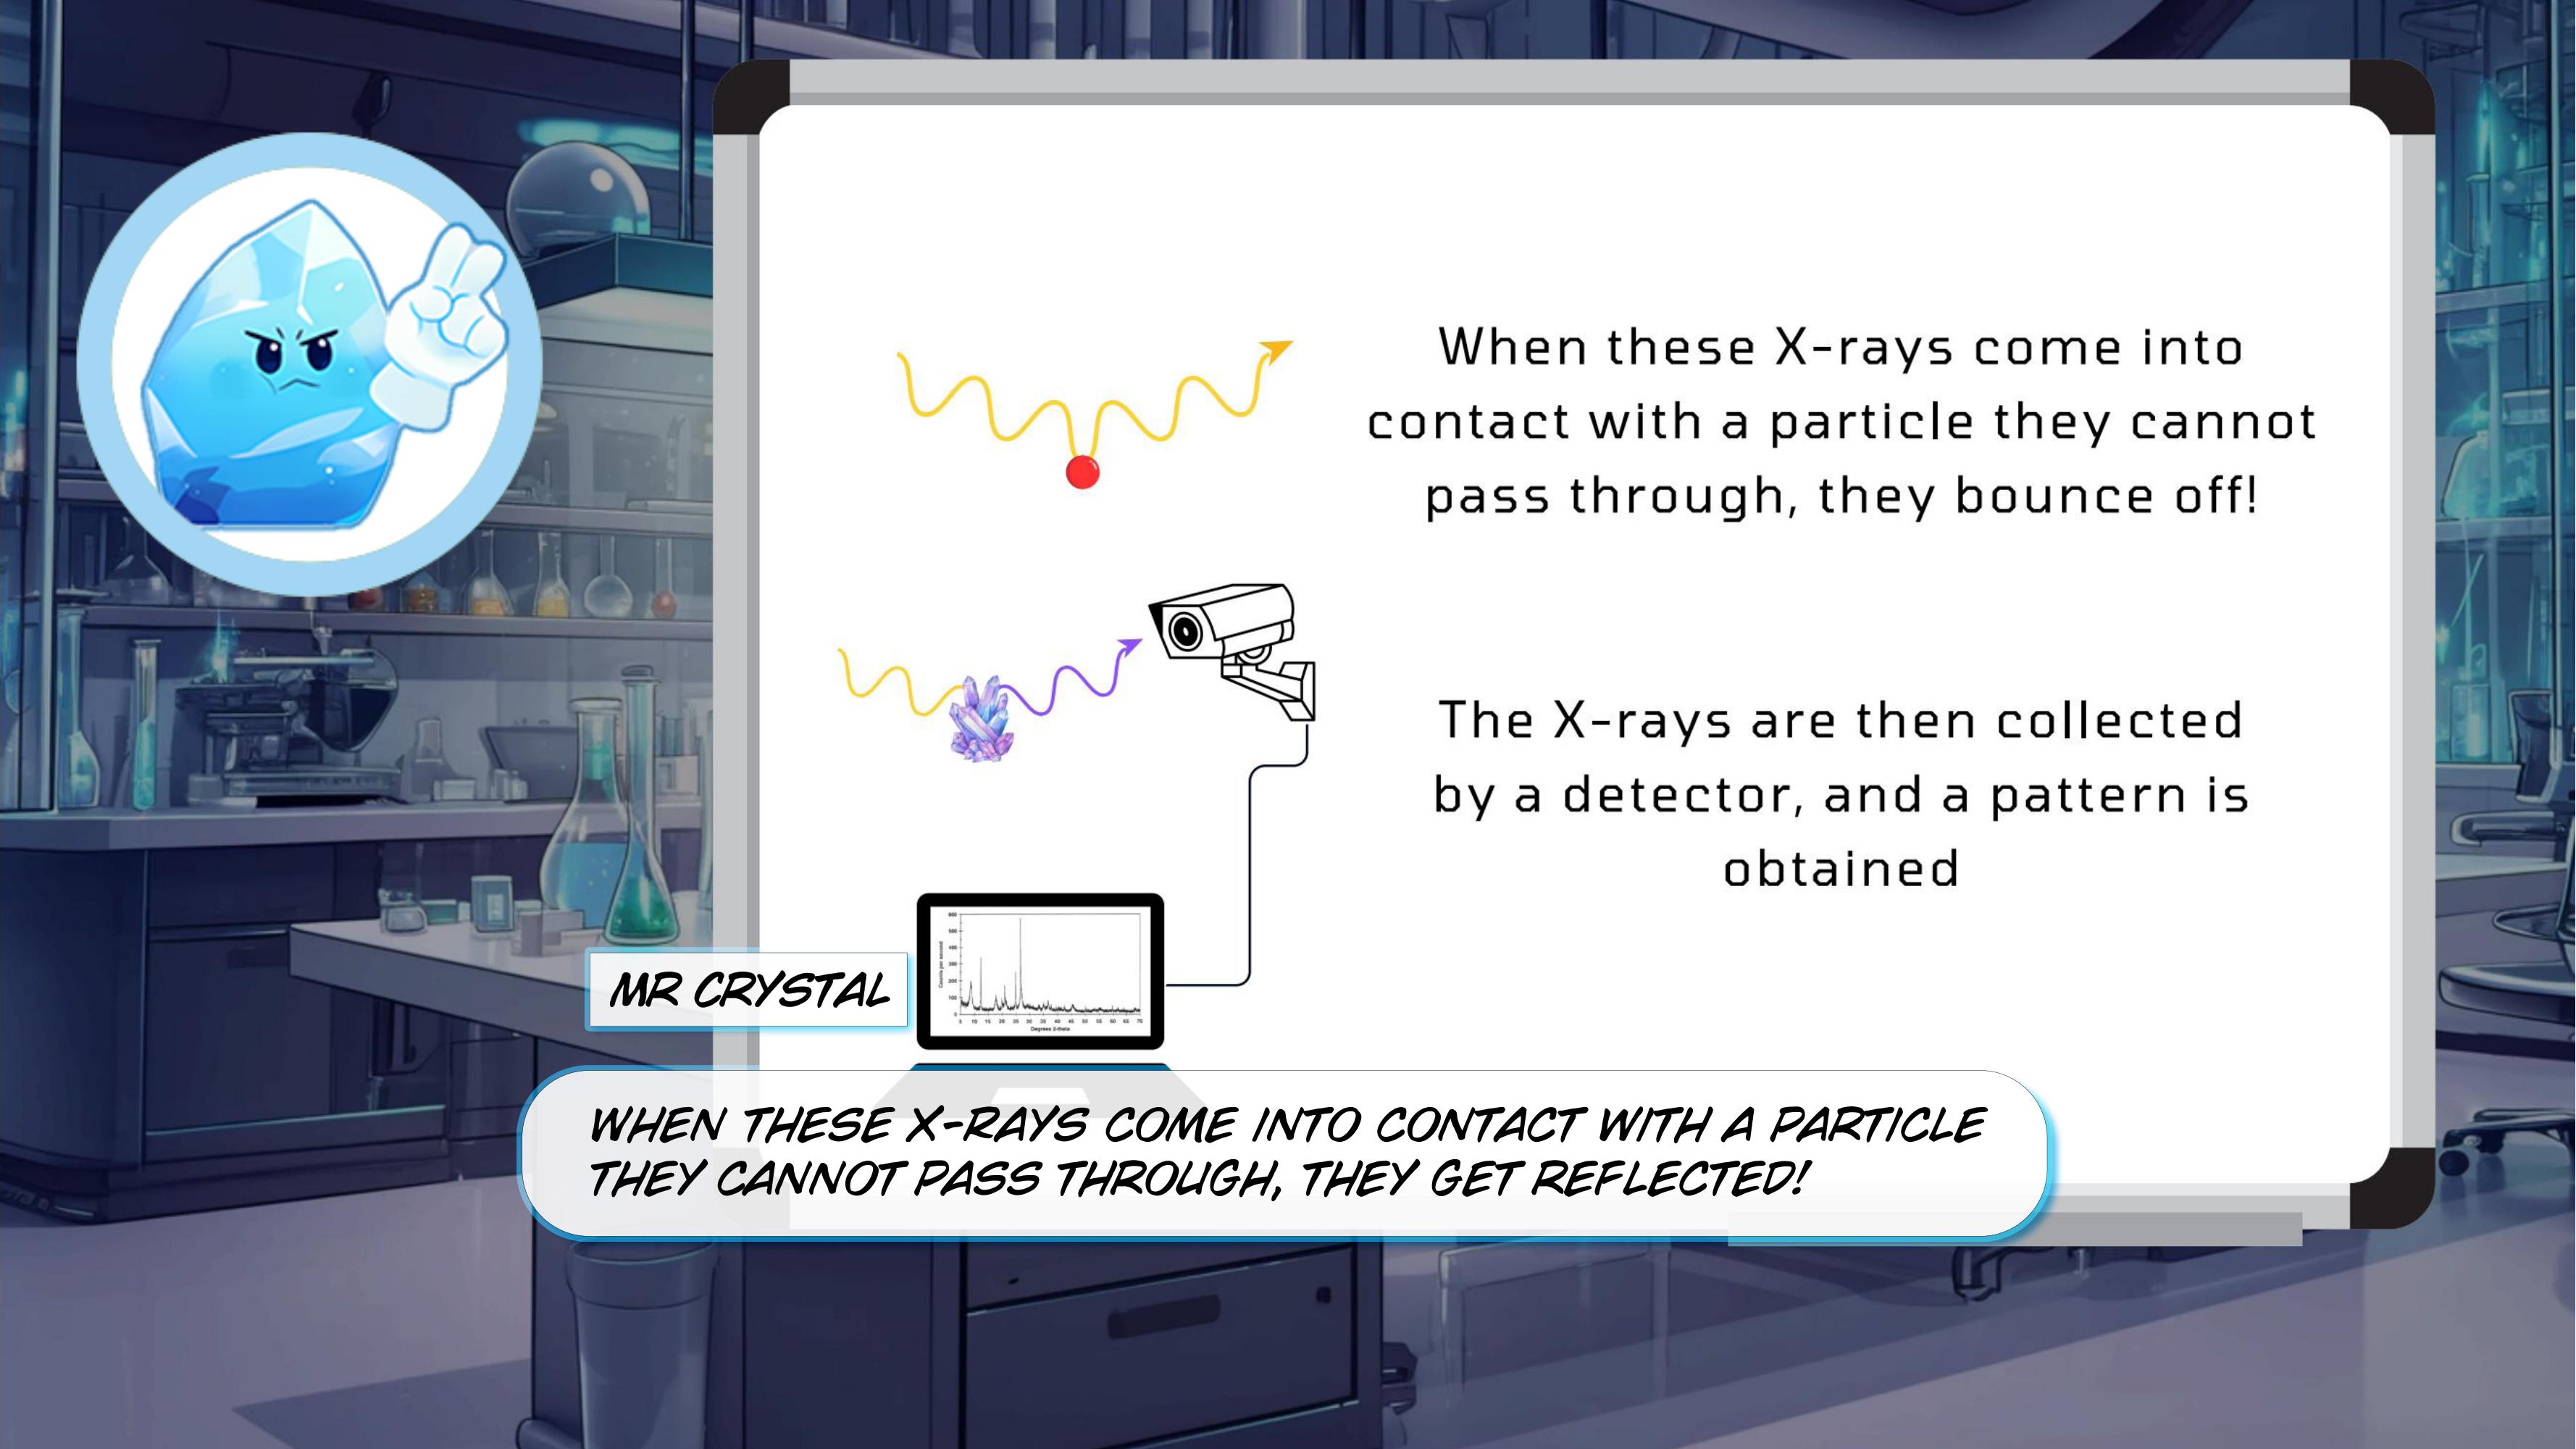 When these X-rays come into
contact with a particle they cannot
pass through, they bounce off!
The X-rays are then collected
by a detector, and a pattern is
obtained
Counts per second
Degrees 2-theta
MR CRYSTAL
WHEN THESE X-RAYS COME INTO CONTACT WITH A PARTICLE
THEY CANNOT PASS THROUGH, THEY GET REFLECTED!